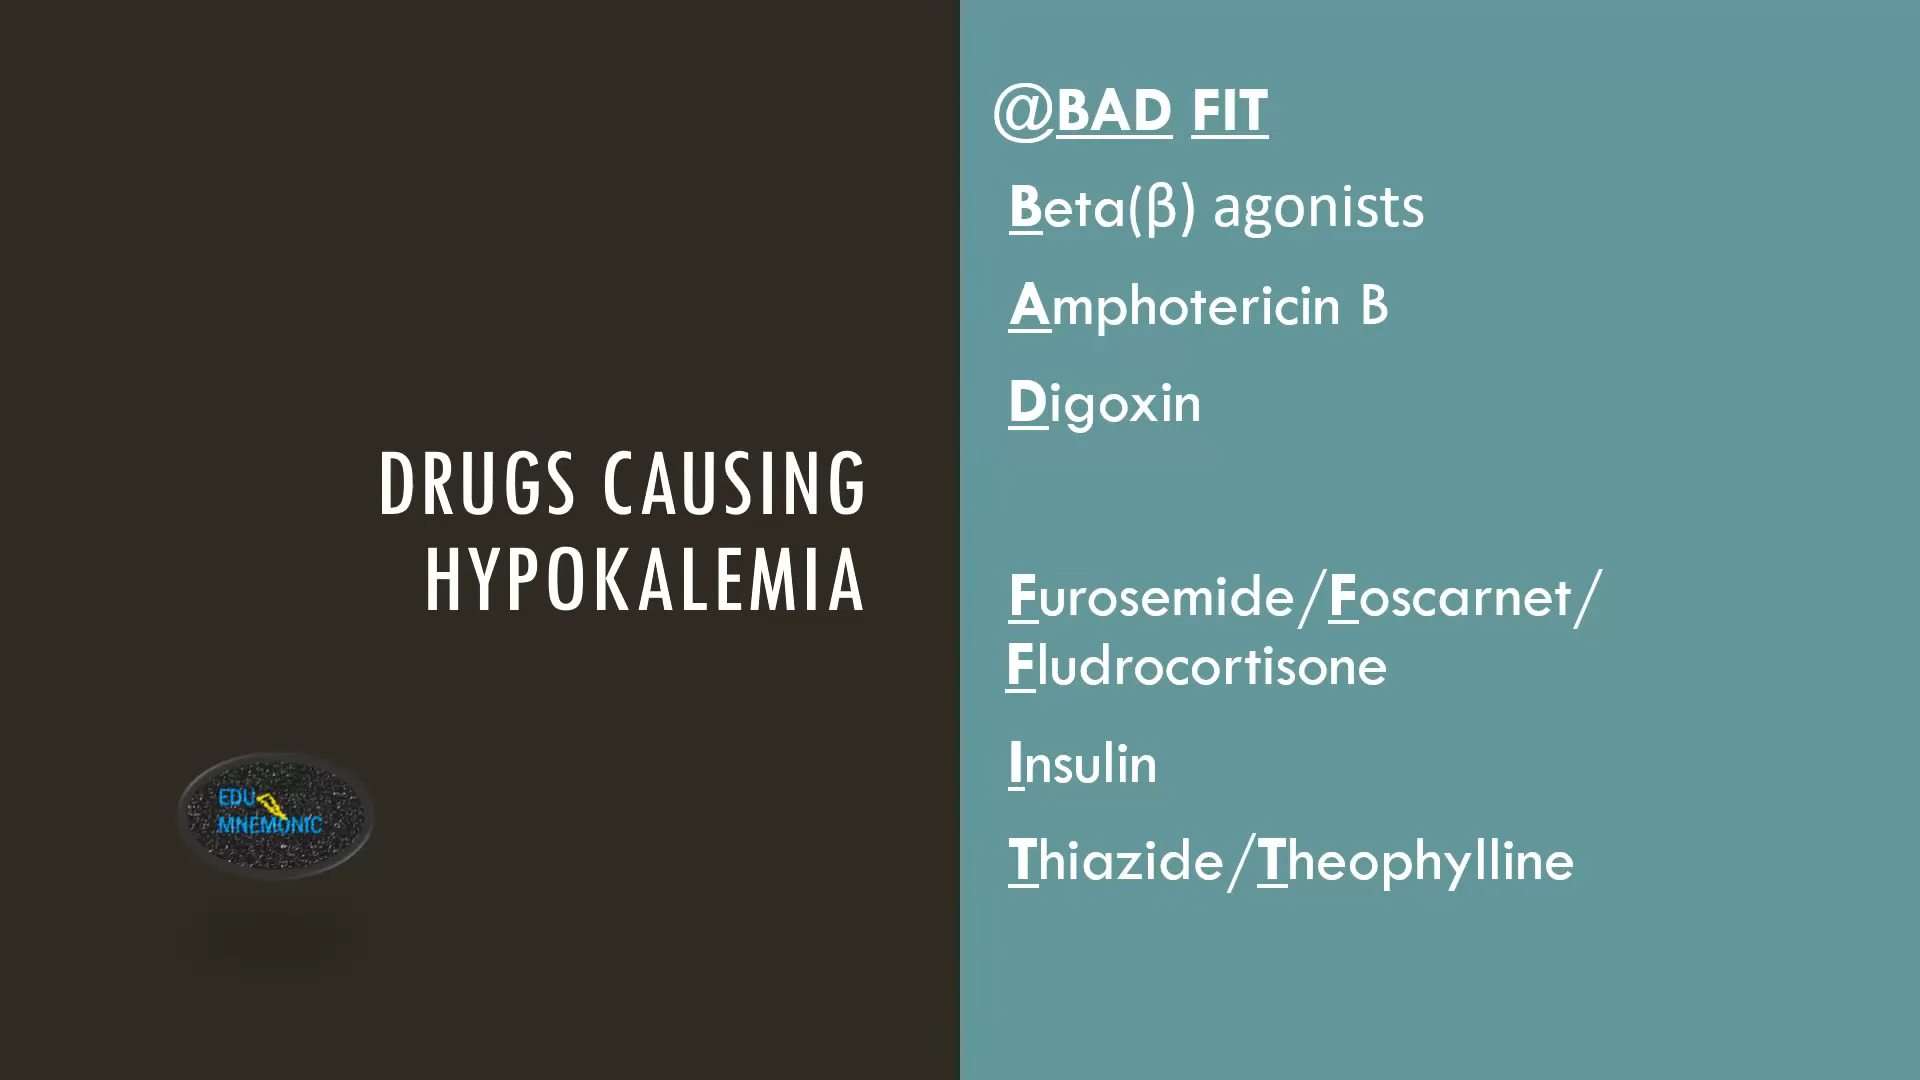 DRUGS CAUSING
HYPOKALEMIA
EDU
MNEMONIC
@BAD FIT
Beta(β) agonists
Amphotericin B
Digoxin
Furosemide/Foscarnet/
Fludrocortisone
Insulin
Thiazide/Theophylline